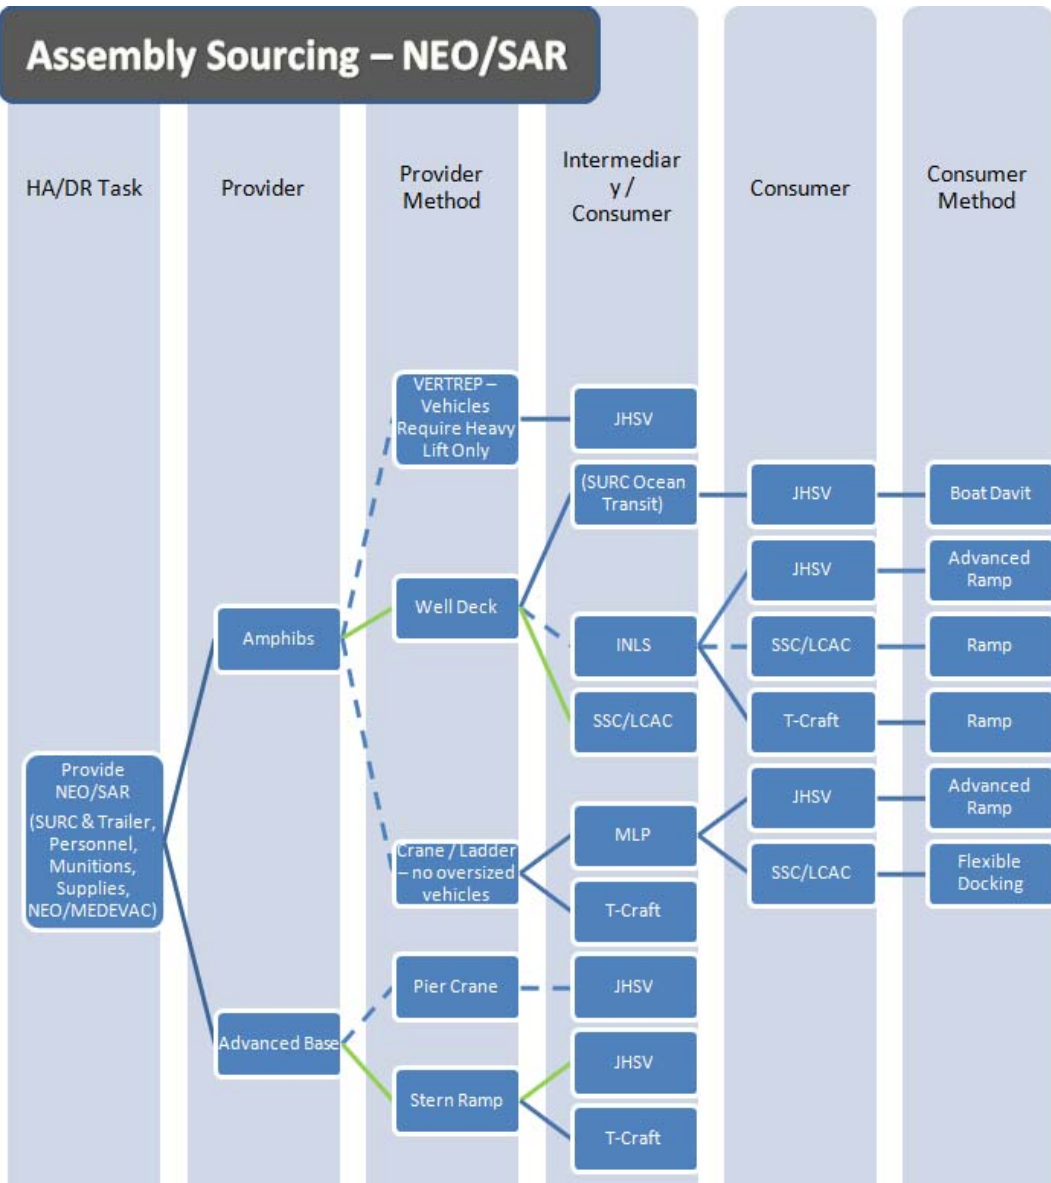 Assembly Sourcing – NEO/SAR
HA/DR Task
Provider
Provider
Method
Intermediar
y /
Consumer
Consumer
Consumer
Method
VERTREP –
Vehicles
Require Heavy
Lift Only
JHSV
(SURC Ocean
Transit)
JHSV
Boat Davit
JHSV
Advanced
Ramp
Well Deck
Amphibs
INLS
SSC/LCAC
Ramp
SSC/LCAC
T-Craft
Ramp
Provide
NEO/SAR
(SURC & Trailer,
Personnel,
Munitions,
Supplies,
NEO/MEDEVAC)
JHSV
Advanced
Ramp
MLP
Crane / Ladder
– no oversized
vehicles
SSC/LCAC
Flexible
Docking
T-Craft
Pier Crane
JHSV
Advanced Base
JHSV
Stern Ramp
T-Craft